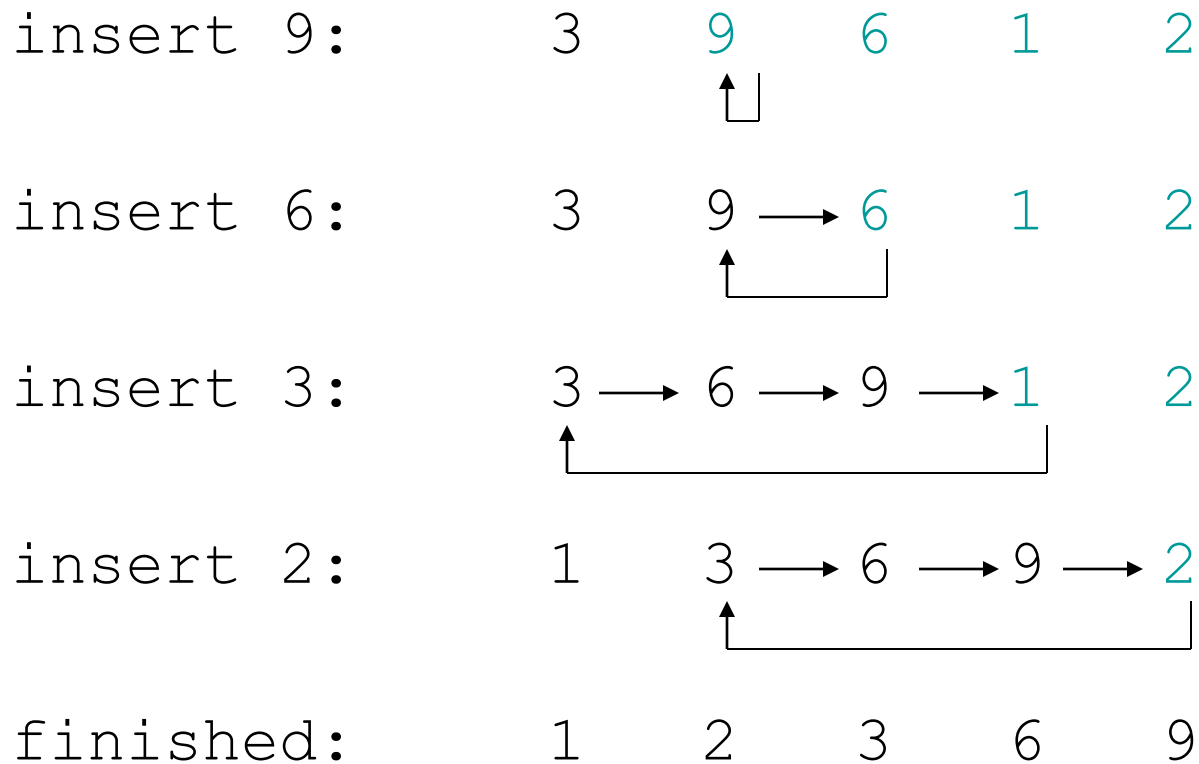 insert 9: 3 9 6 1 2
insert 6: 3 9 6 1 2
insert 3: 3 6 9 1 2
insert 2: 1 3 6 9 2
finished: 1 2 3 6 9